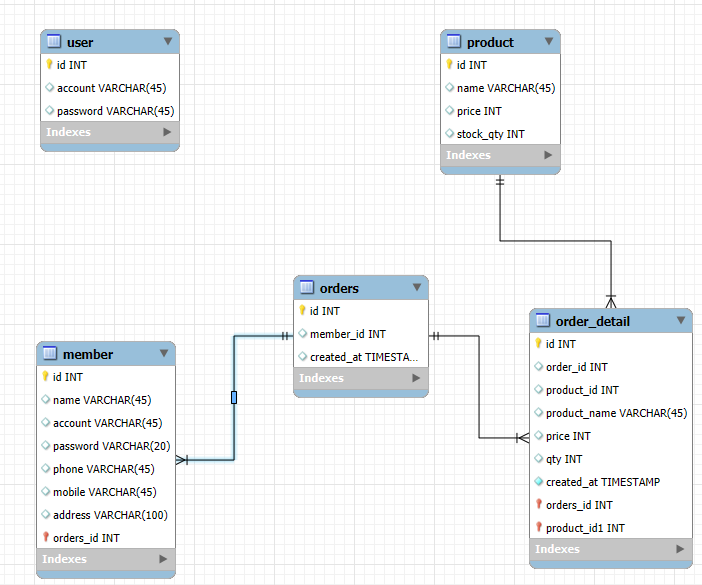 user
id INT
account VARCHAR(45)
password VARCHAR(45)
Indexes
product
id INT
name VARCHAR(45)
price INT
stock_qty INT
Indexes
orders
id INT
member_id INT
created_at TIMESTA...
Indexes
member
id INT
name VARCHAR(45)
account VARCHAR(45)
password VARCHAR(20)
phone VARCHAR(45)
mobile VARCHAR(45)
address VARCHAR(100)
orders_id INT
Indexes
order_detail
id INT
order_id INT
product_id INT
product_name VARCHAR(45)
price INT
qty INT
created_at TIMESTAMP
orders_id INT
product_id1 INT
Indexes